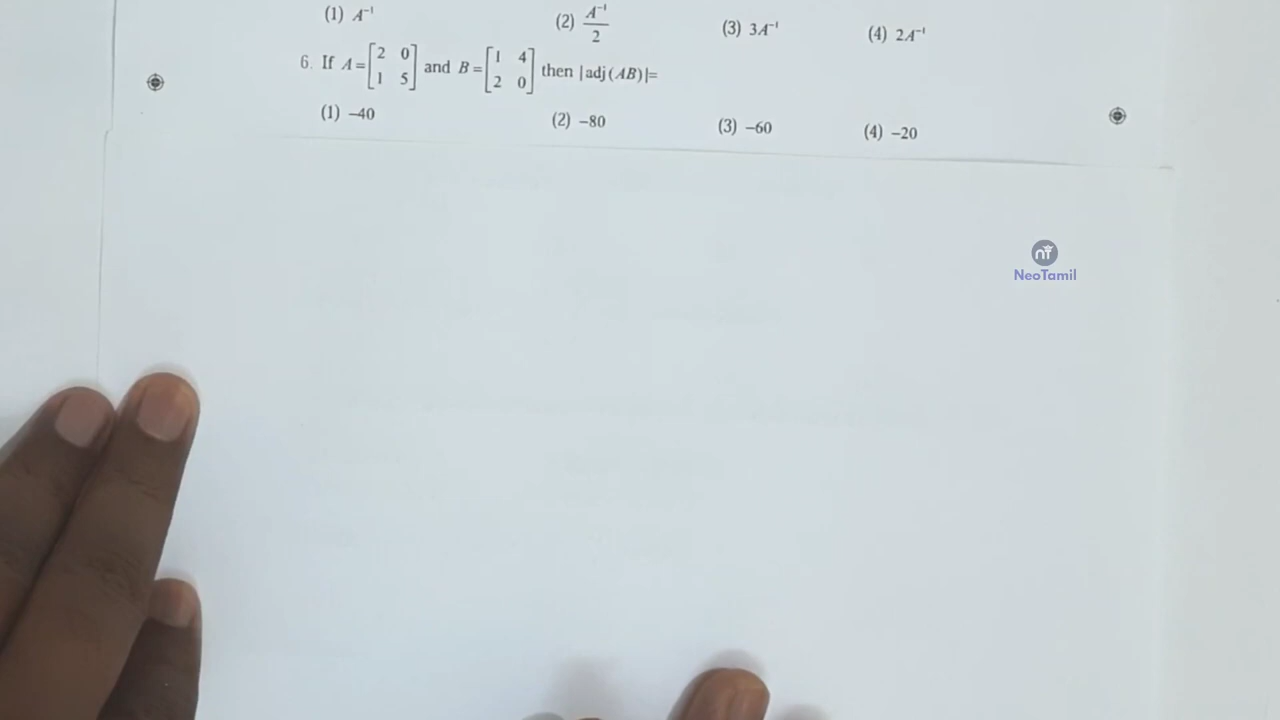 (1) A⁻¹ (2) A⁻¹/2 (3) 3A⁻¹ (4) 2A⁻¹
6. If A=[2 0; 1 5] and B=[1 4; 2 0] then |adj(AB)|=
(1) –40 (2) –80 (3) –60 (4) –20
nT
NeoTamil